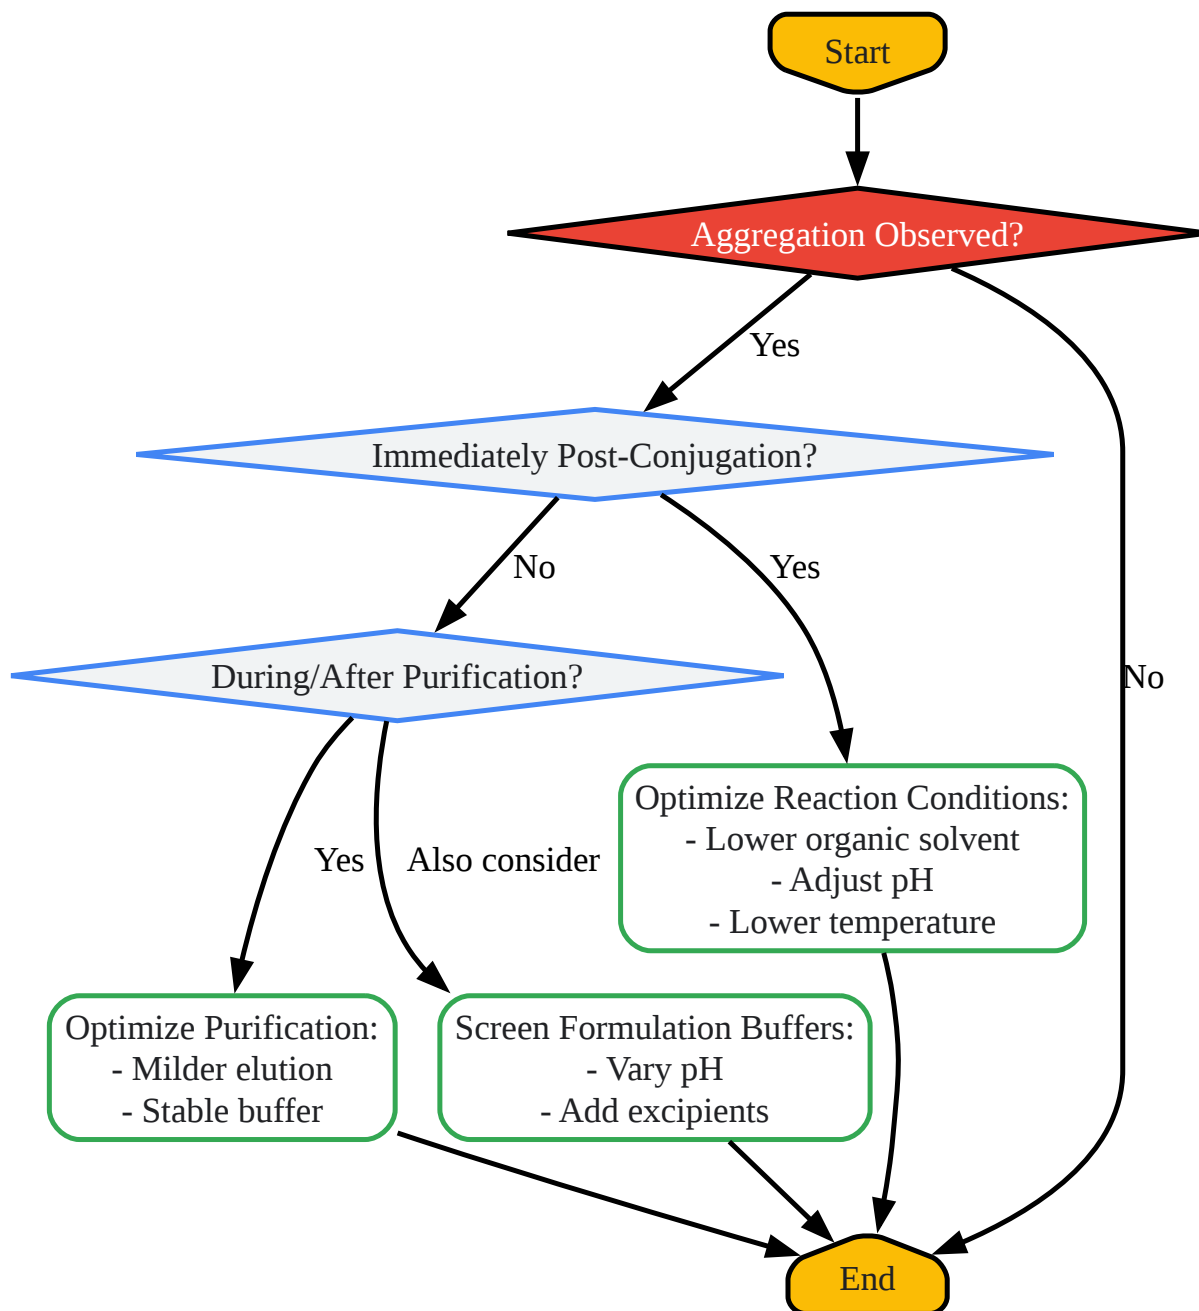 Start
Aggregation Observed?
Yes
Immediately Post-Conjugation?
No
Yes
During/After Purification?
No
Optimize Reaction Conditions:
- Lower organic solvent
- Adjust pH
- Lower temperature
Yes
Also consider
Optimize Purification:
- Milder elution
- Stable buffer
Screen Formulation Buffers:
- Vary pH
- Add excipients
End